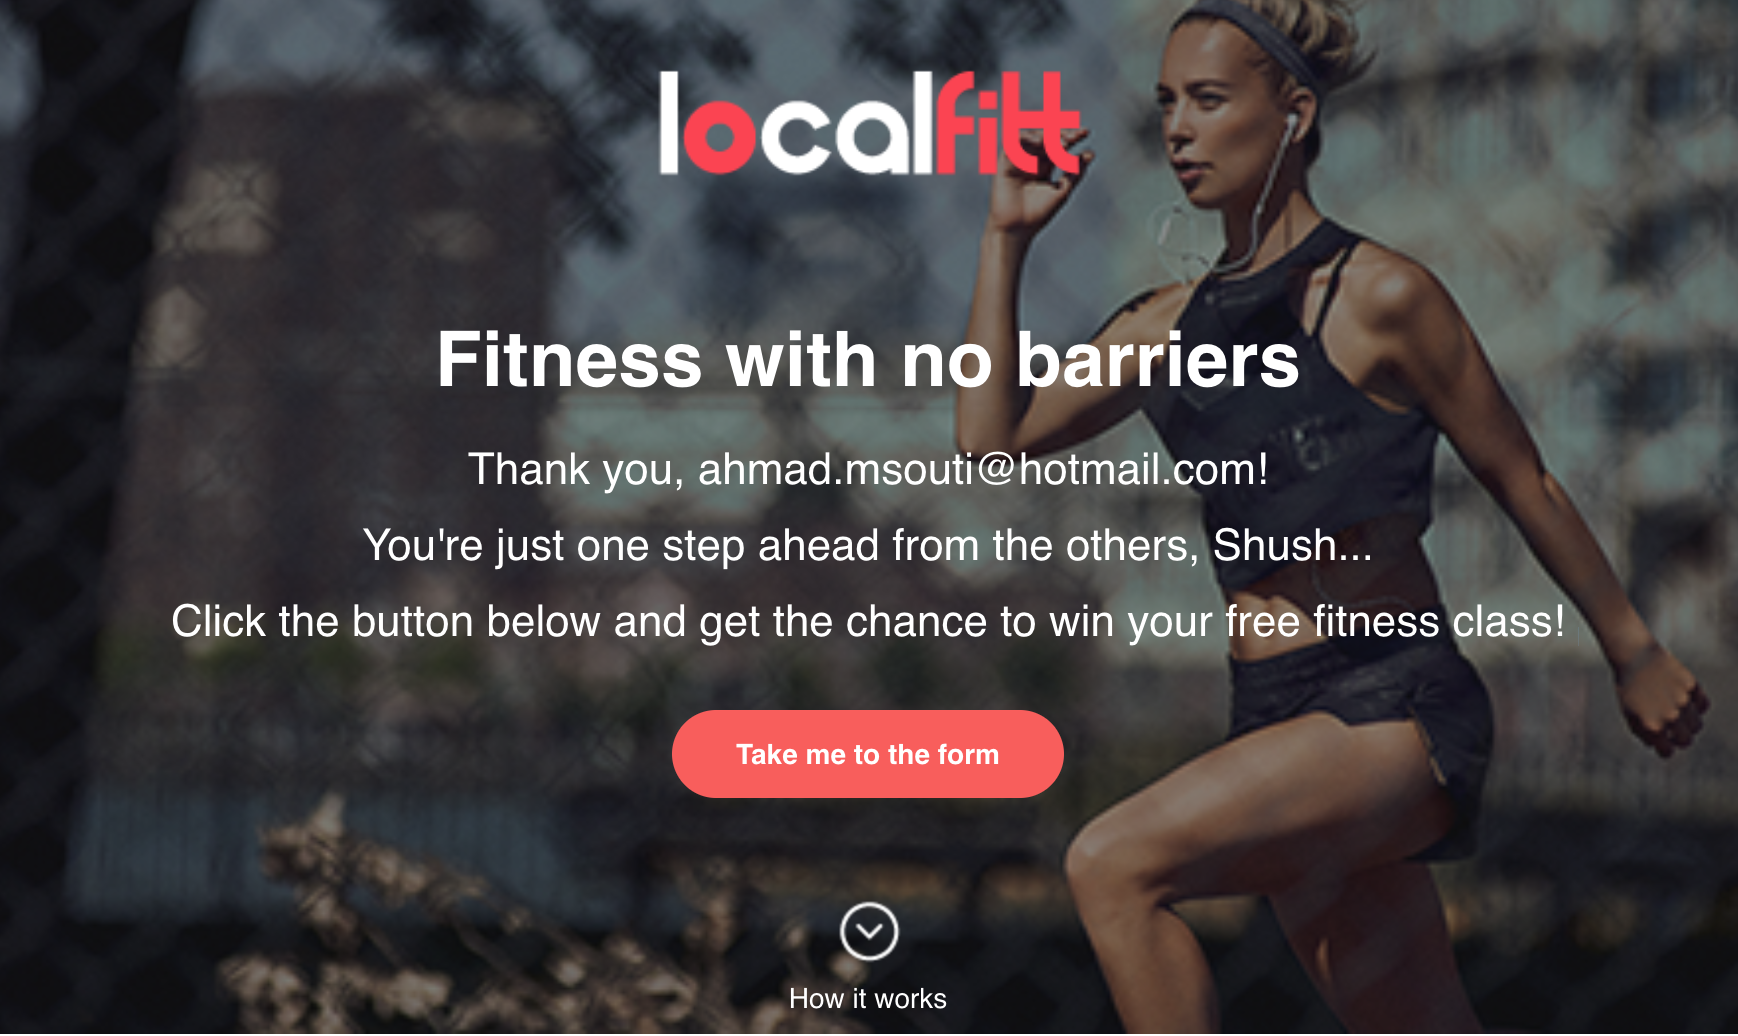 localfitt
Fitness with no barriers
Thank you, ahmad.msouti@hotmail.com!
You're just one step ahead from the others, Shush...
Click the button below and get the chance to win your free fitness class!
Take me to the form
How it works